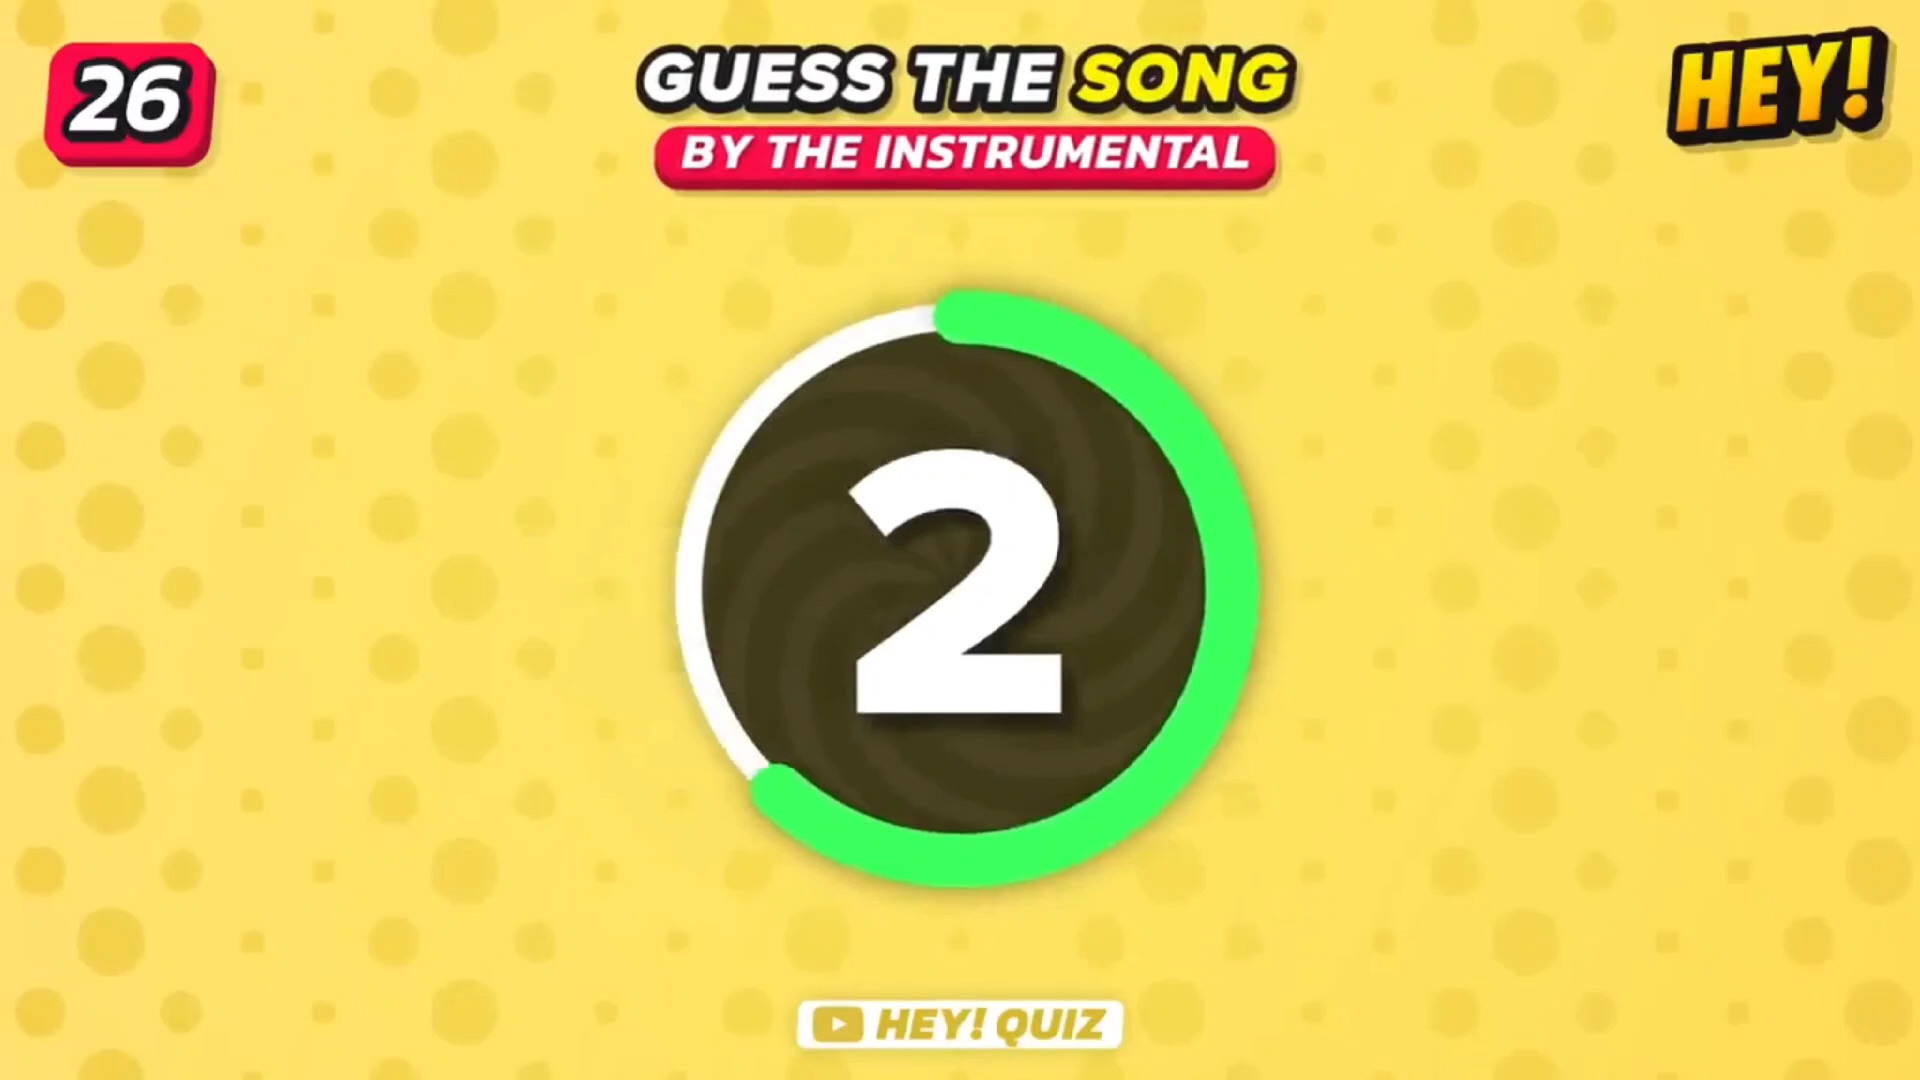 26
GUESS THE SONG
BY THE INSTRUMENTAL
HEY!
2
HEY! QUIZ